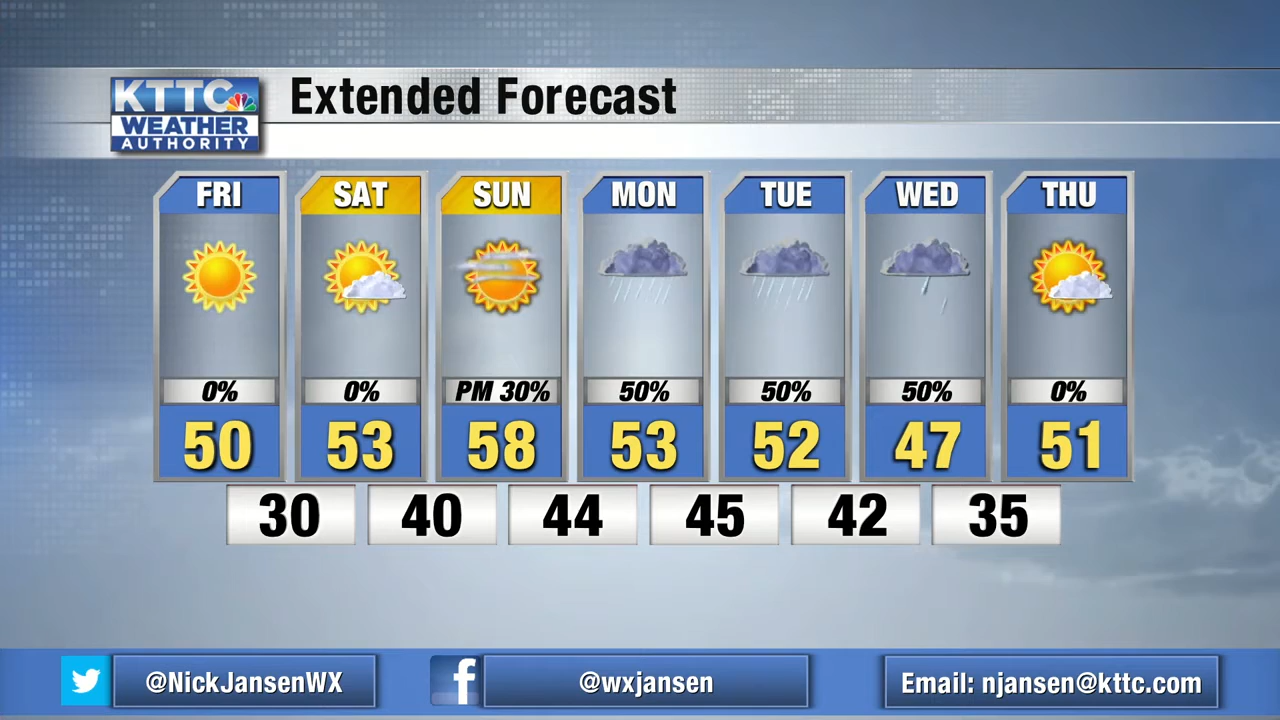 KTTC
WEATHER
AUTHORITY
Extended Forecast
FRI SAT SUN MON TUE WED THU
0% 0% PM 30% 50% 50% 50% 0%
50 53 58 53 52 47 51
30 40 44 45 42 35
@NickJansenWX @wxjansen Email: njansen@kttc.com